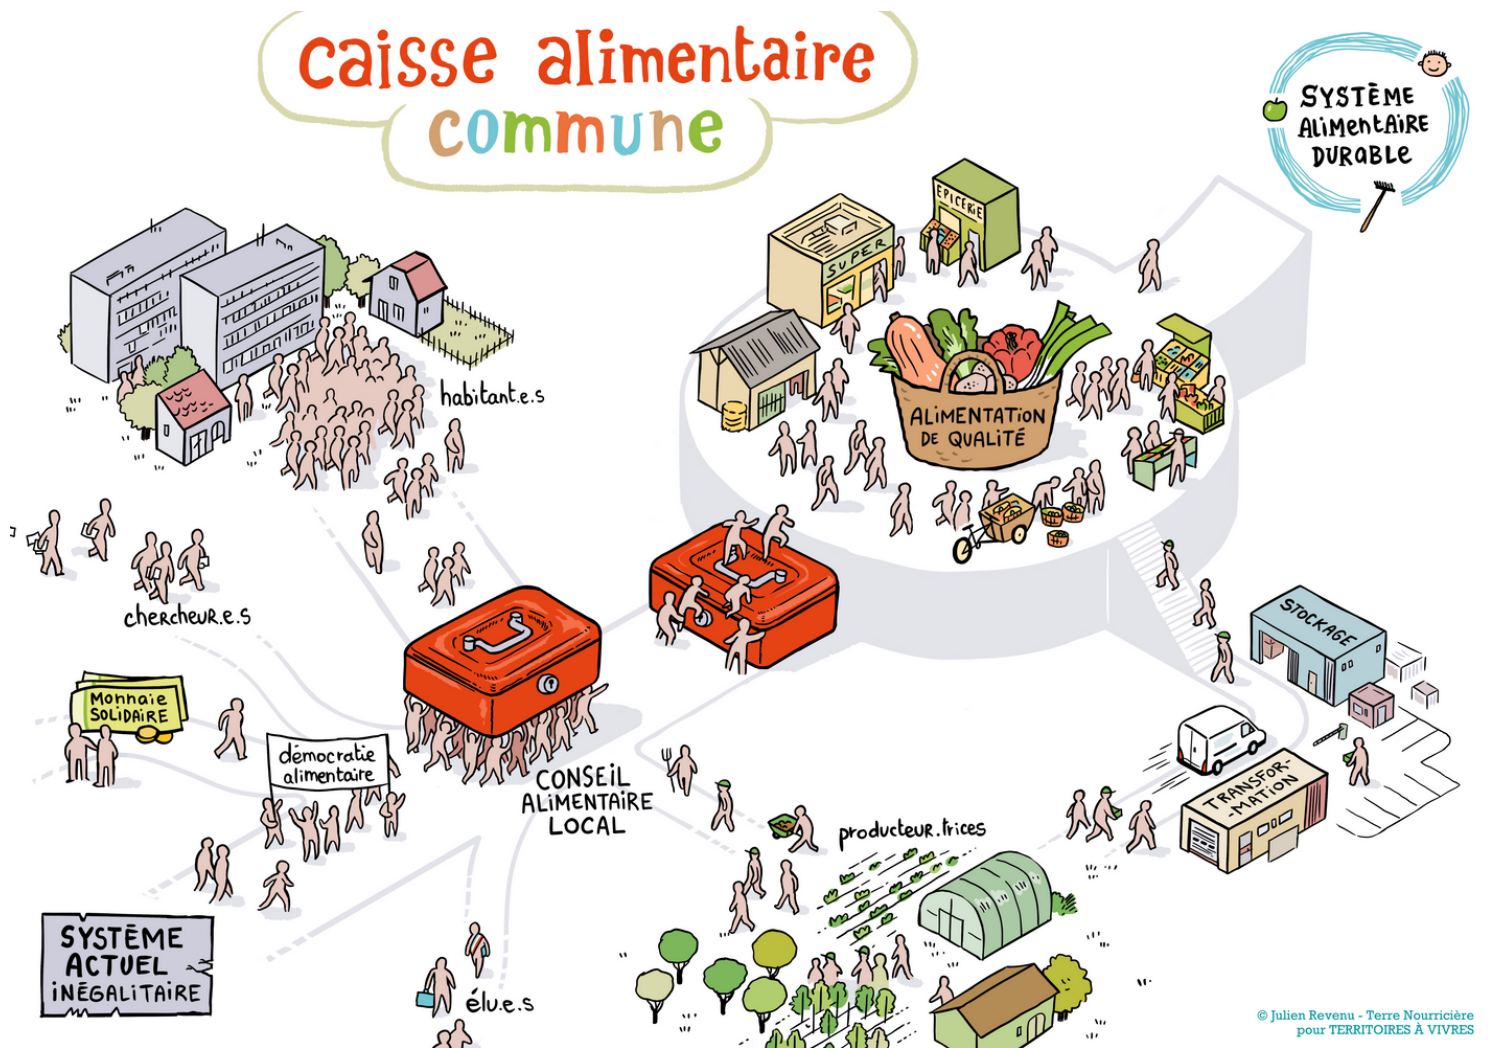 caisse alimentaire
commune
SYSTÈME
ALIMENTAIRE
DURABLE
EPICERIE
SUPER
habitant.e.s
ALIMENTATION
DE QUALITÉ
chercheur.e.s
STOCKAGE
Monnaie
SOLIDAIRE
démocratie
alimentaire
CONSEIL
ALIMENTAIRE
LOCAL
TRANSFOR-
-MATION
producteur.trices
SYSTÈME
ACTUEL
INÉGALITAIRE
élu.e.s
© Julien Revenu - Terre Nourricière
pour TERRITOIRES À VIVRES